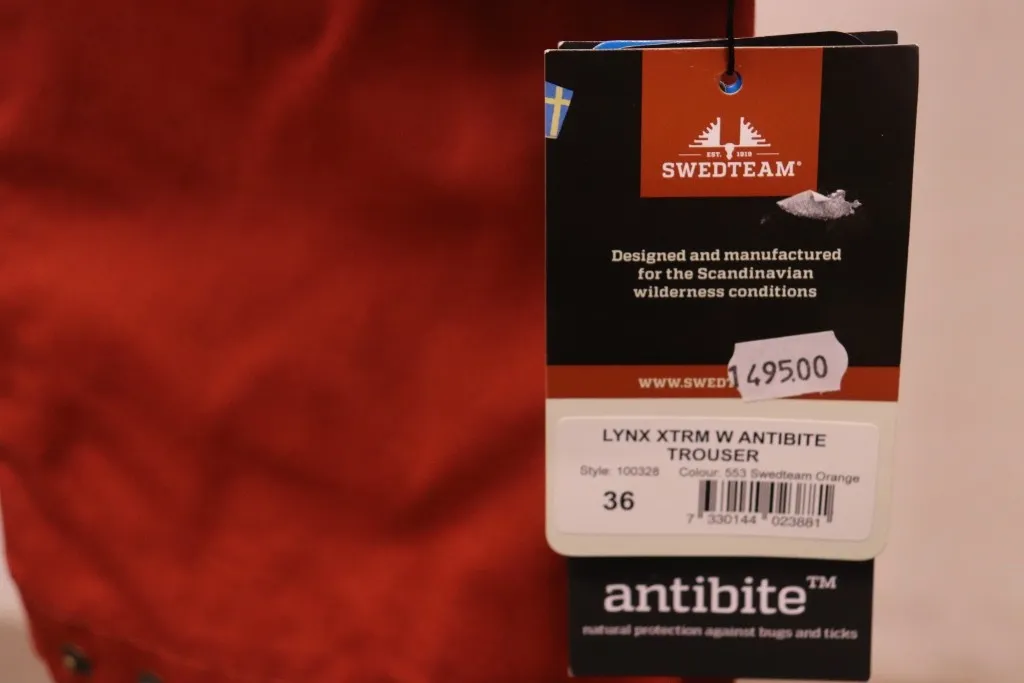 EST. 1919
SWEDTEAM®
Designed and manufactured
for the Scandinavian
wilderness conditions
WWW.SWEDT
1495.00
LYNX XTRM W ANTIBITE
TROUSER
Style: 100328 Colour: 553 Swedteam Orange
36
7 330144 023881
antibite™
natural protection against bugs and ticks